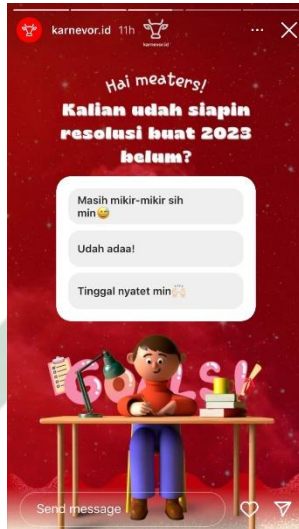 karnevor.id 11h
karnevor.id
Hai meaters!
Kalian udah siapin
resolusi buat 2023
belum?
Masih mikir-mikir sih
min😅
Udah adaa!
Tinggal nyatet min🙌🏻
GOALS!
Send message